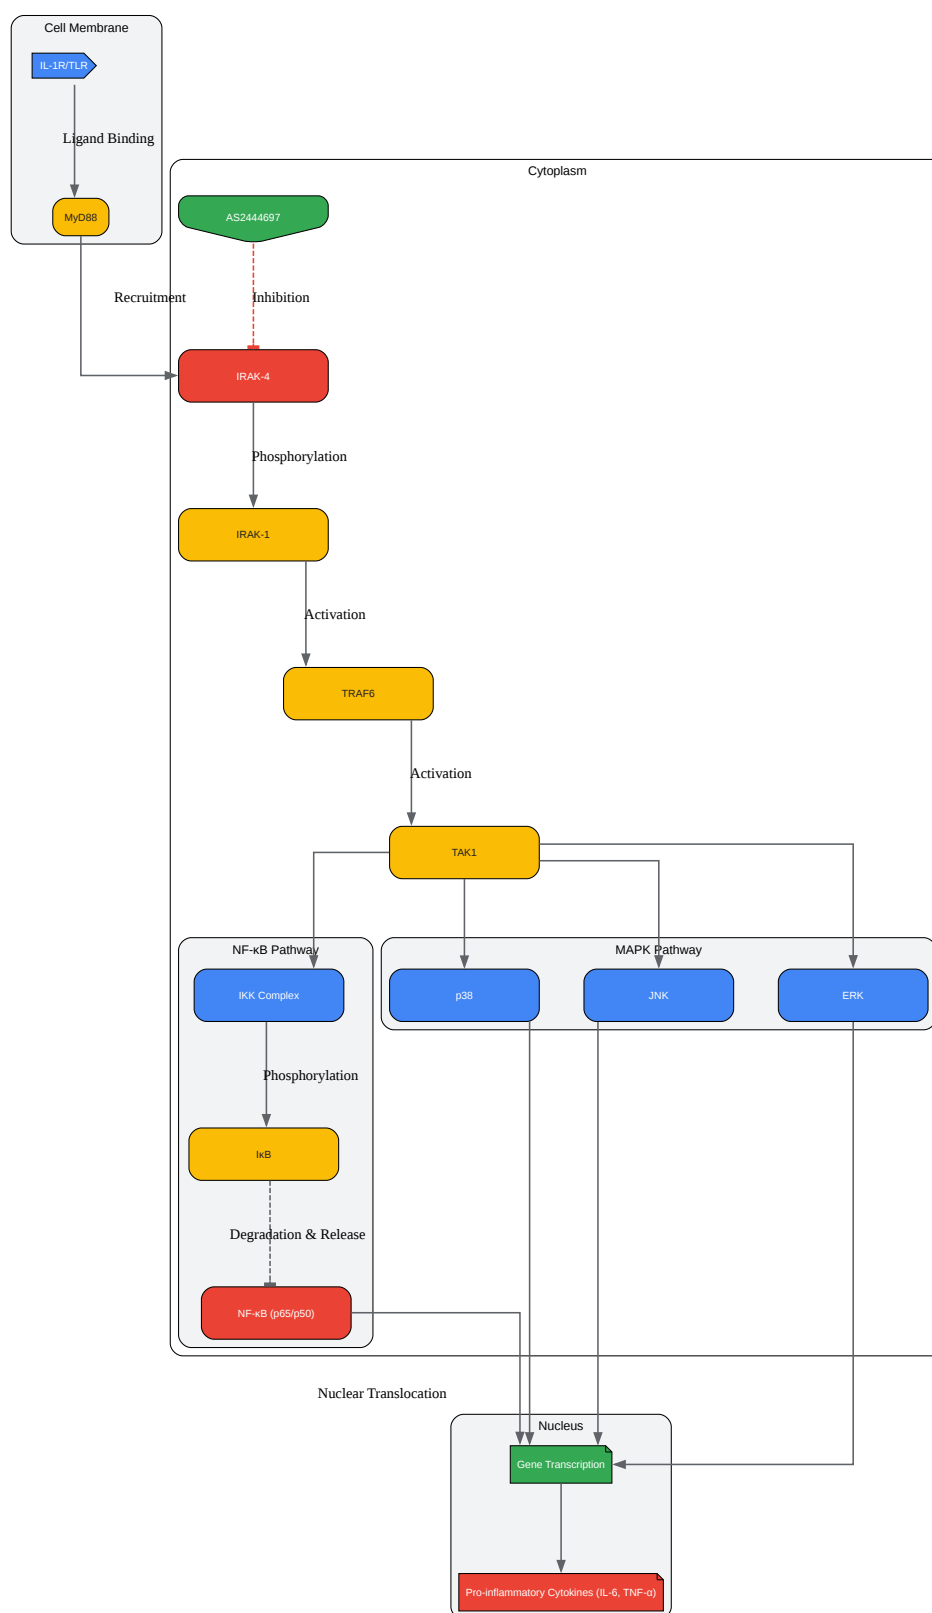 Cell Membrane
IL-1R/TLR
Ligand Binding
MyD88
Cytoplasm
AS2444697
Recruitment
Inhibition
IRAK-4
Phosphorylation
IRAK-1
Activation
TRAF6
Activation
TAK1
NF-κB Pathway
MAPK Pathway
IKK Complex
p38
JNK
ERK
Phosphorylation
IκB
Degradation & Release
NF-κB (p65/p50)
Nuclear Translocation
Nucleus
Gene Transcription
Pro-inflammatory Cytokines (IL-6, TNF-α)